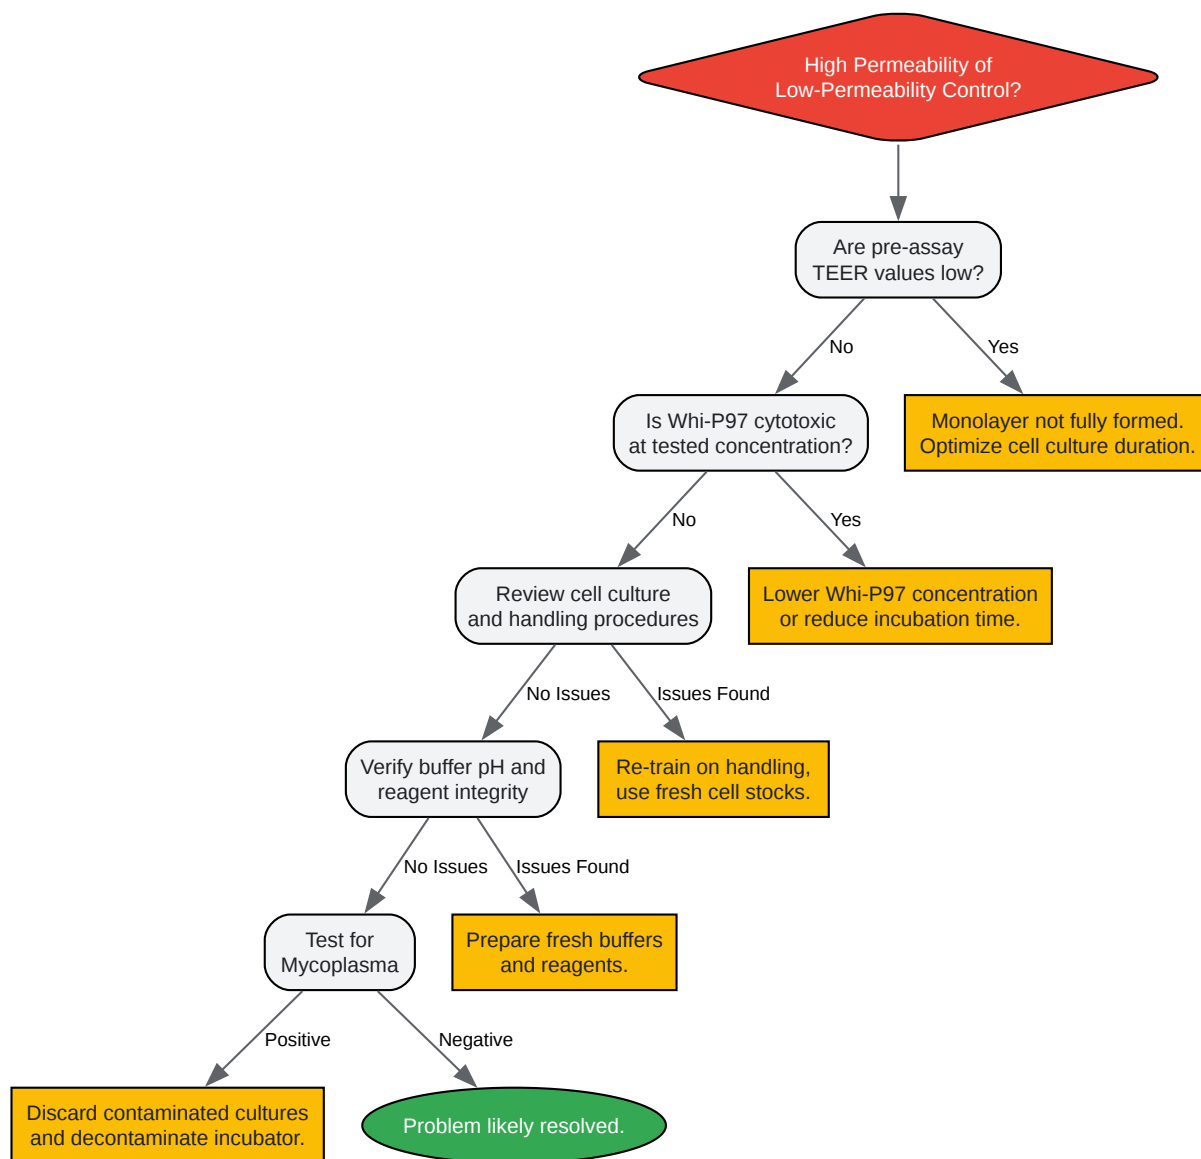 High Permeability of
Low-Permeability Control?
Are pre-assay
TEER values low?
No
Yes
Is Whi-P97 cytotoxic
at tested concentration?
Monolayer not fully formed.
Optimize cell culture duration.
No
Yes
Review cell culture
and handling procedures
Lower Whi-P97 concentration
or reduce incubation time.
No Issues
Issues Found
Verify buffer pH and
reagent integrity
Re-train on handling,
use fresh cell stocks.
No Issues
Issues Found
Test for
Mycoplasma
Prepare fresh buffers
and reagents.
Positive
Negative
Discard contaminated cultures
and decontaminate incubator.
Problem likely resolved.